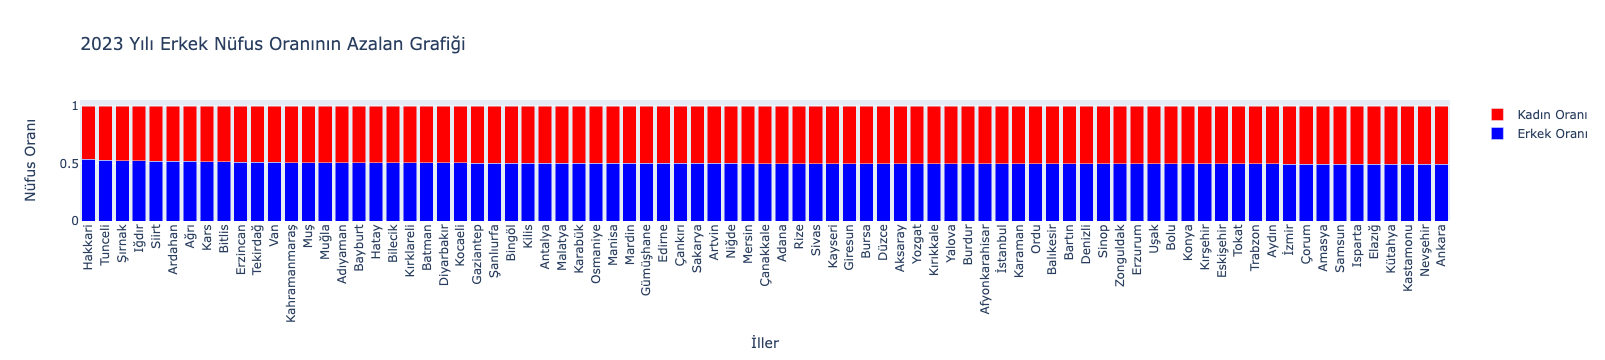 2023 Yılı Erkek Nüfus Oranının Azalan Grafiği
Nüfus Oranı
1
0.5
0
Kadın Oranı
Erkek Oranı
Hakkari
Tunceli
Şırnak
Iğdır
Siirt
Ardahan
Ağrı
Kars
Bitlis
Erzincan
Tekirdağ
Van
Kahramanmaraş
Muş
Muğla
Adıyaman
Bayburt
Hatay
Bilecik
Kırklareli
Batman
Diyarbakır
Kocaeli
Gaziantep
Şanlıurfa
Bingöl
Kilis
Antalya
Malatya
Karabük
Osmaniye
Manisa
Mardin
Gümüşhane
Edirne
Çankırı
Sakarya
Artvin
Niğde
Mersin
Çanakkale
Adana
Rize
Sivas
Kayseri
Giresun
Bursa
Düzce
Aksaray
Yozgat
Kırıkkale
Yalova
Burdur
Afyonkarahisar
İstanbul
Karaman
Ordu
Balıkesir
Bartın
Denizli
Sinop
Zonguldak
Erzurum
Uşak
Bolu
Konya
Kırşehir
Eskişehir
Tokat
Trabzon
Aydın
İzmir
Çorum
Amasya
Samsun
Isparta
Elazığ
Kütahya
Kastamonu
Nevşehir
Ankara
İller